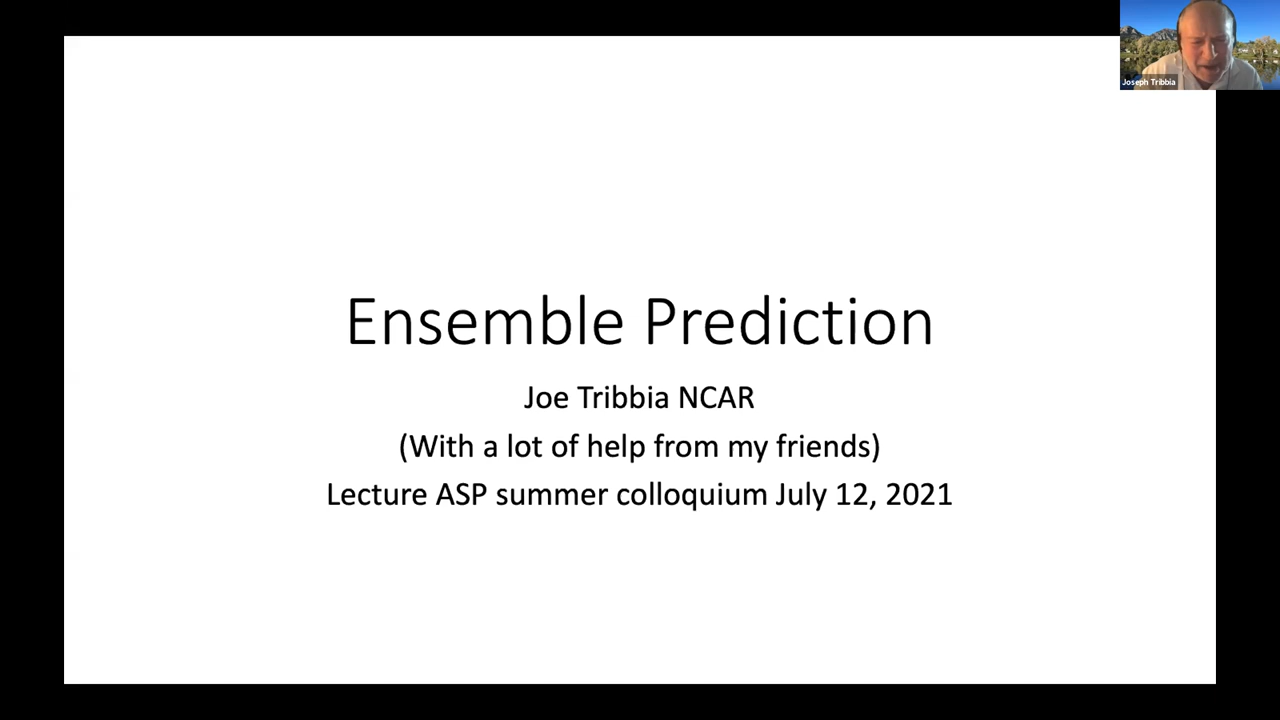 Joseph Tribbia
Ensemble Prediction
Joe Tribbia NCAR
(With a lot of help from my friends)
Lecture ASP summer colloquium July 12, 2021